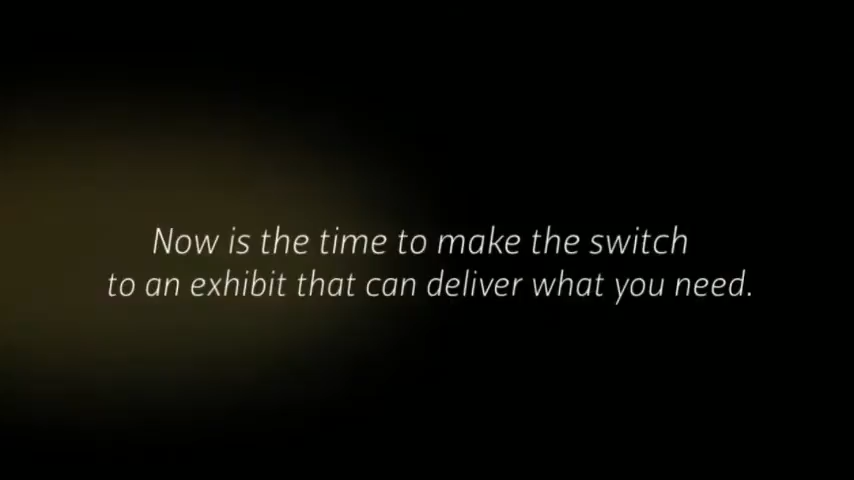 Now is the time to make the switch
to an exhibit that can deliver what you need.